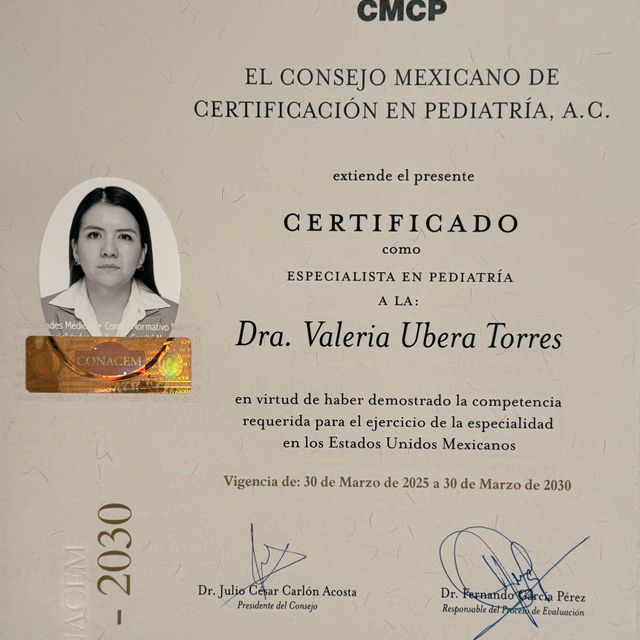 CMCP
EL CONSEJO MEXICANO DE
CERTIFICACIÓN EN PEDIATRÍA, A.C.
extiende el presente
CERTIFICADO
como
ESPECIALISTA EN PEDIATRÍA
A LA:
Dra. Valeria Ubera Torres
en virtud de haber demostrado la competencia
requerida para el ejercicio de la especialidad
en los Estados Unidos Mexicanos
Vigencia de: 30 de Marzo de 2025 a 30 de Marzo de 2030
Normativo
CONACEM
- 2030
Dr. Julio César Carlón Acosta
Presidente del Consejo
Dr. Fernando García Pérez
Responsable del Proceso de Evaluación